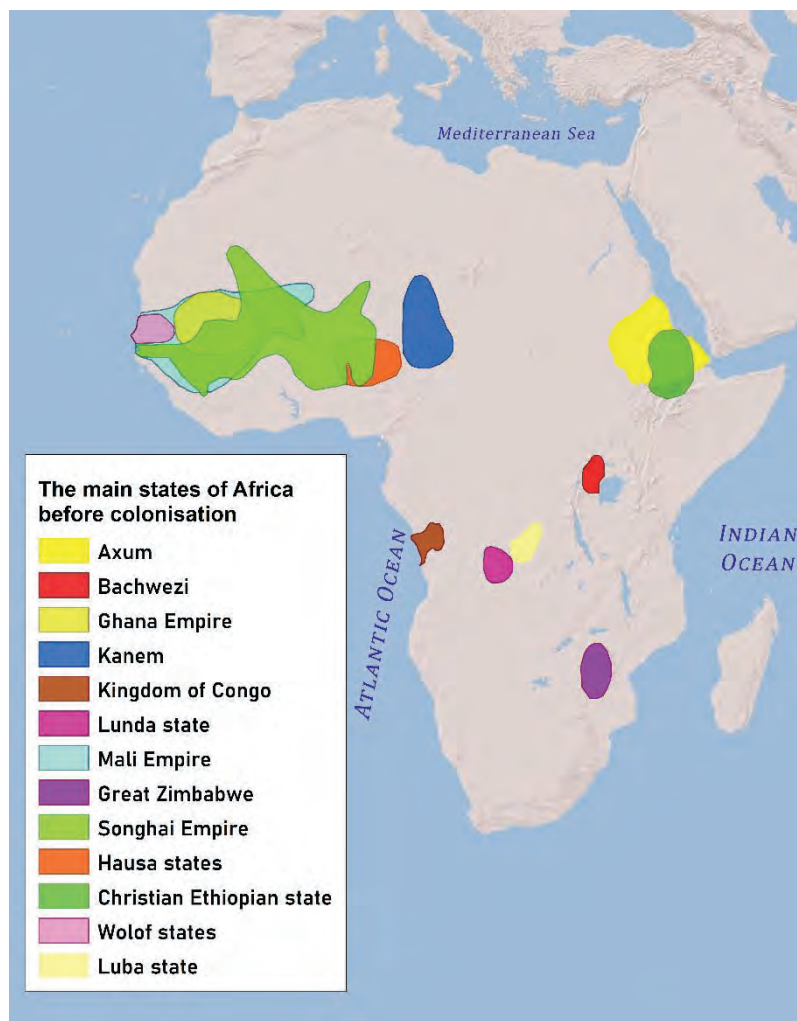 Mediterranean Sea
The main states of Africa
before colonisation
Axum
Bachwezi
Ghana Empire
Kanem
Kingdom of Congo
Lunda state
Mali Empire
Great Zimbabwe
Songhai Empire
Hausa states
Christian Ethiopian state
Wolof states
Luba state
ATLANTIC OCEAN
INDIAN
OCEAN